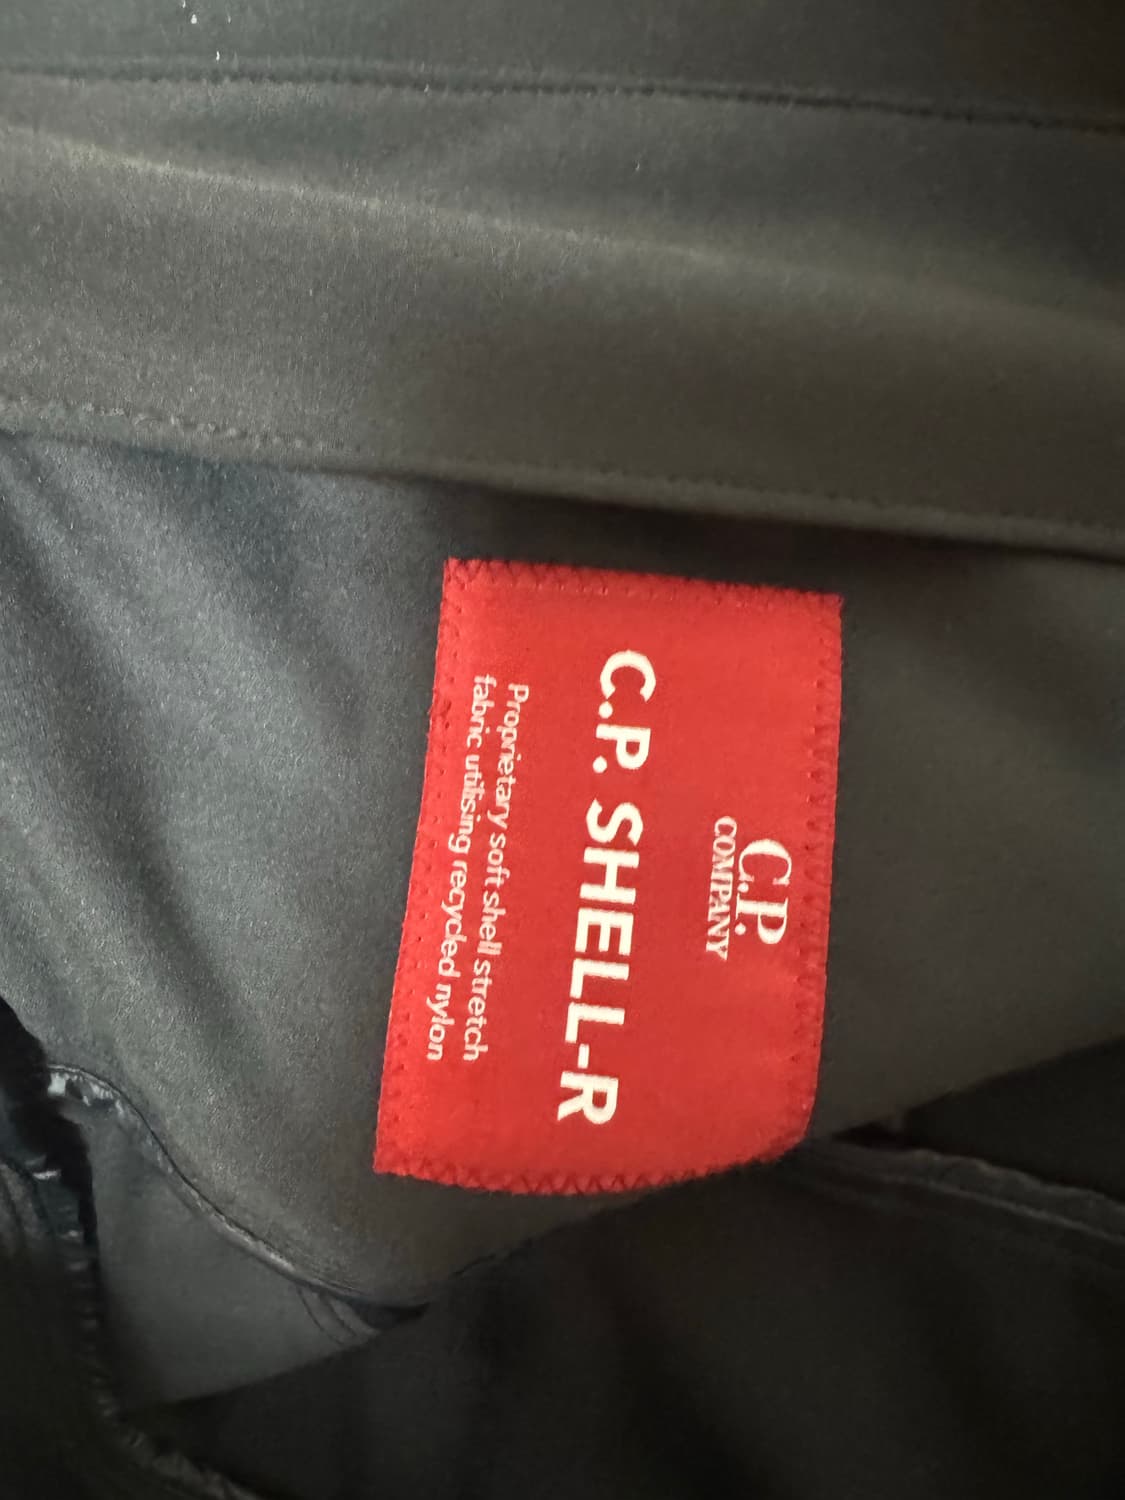 C.P.
COMPANY
C.P. SHELL-R
Proprietary soft shell stretch
fabric utilising recycled nylon